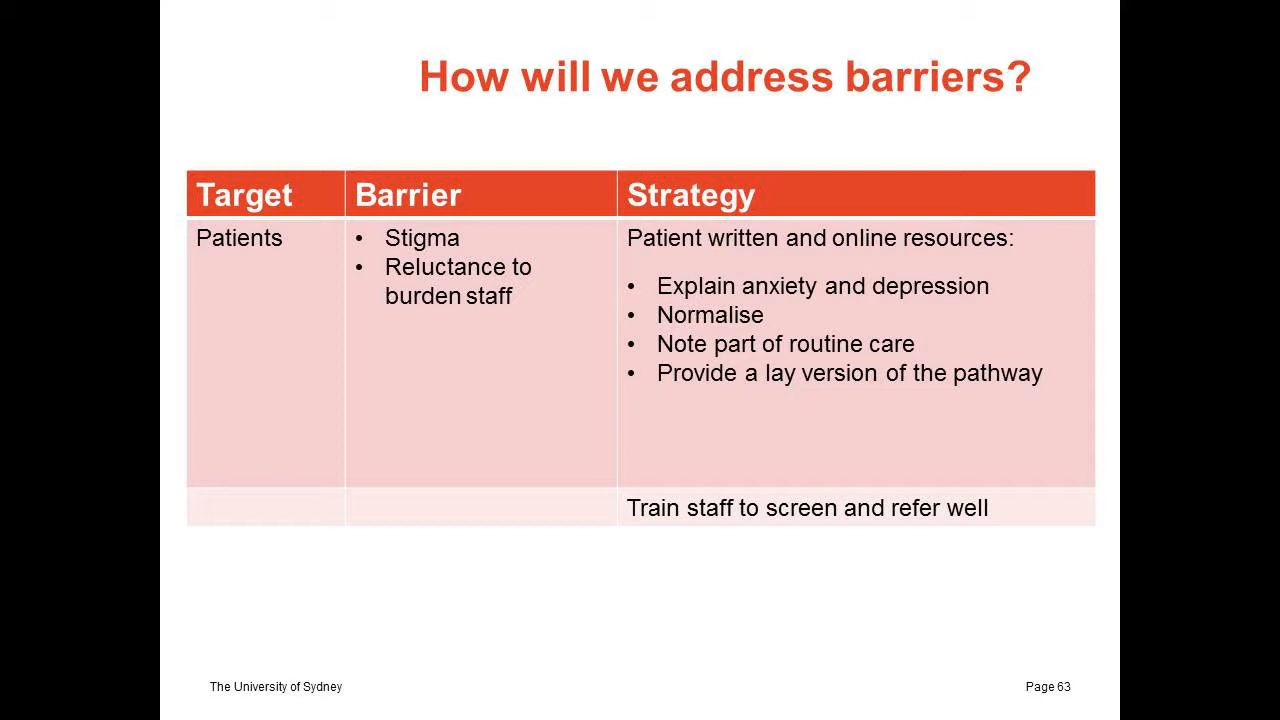 How will we address barriers?
Target Barrier Strategy
Patients
• Stigma
• Reluctance to
burden staff
Patient written and online resources:
• Explain anxiety and depression
• Normalise
• Note part of routine care
• Provide a lay version of the pathway
Train staff to screen and refer well
The University of Sydney
Page 63